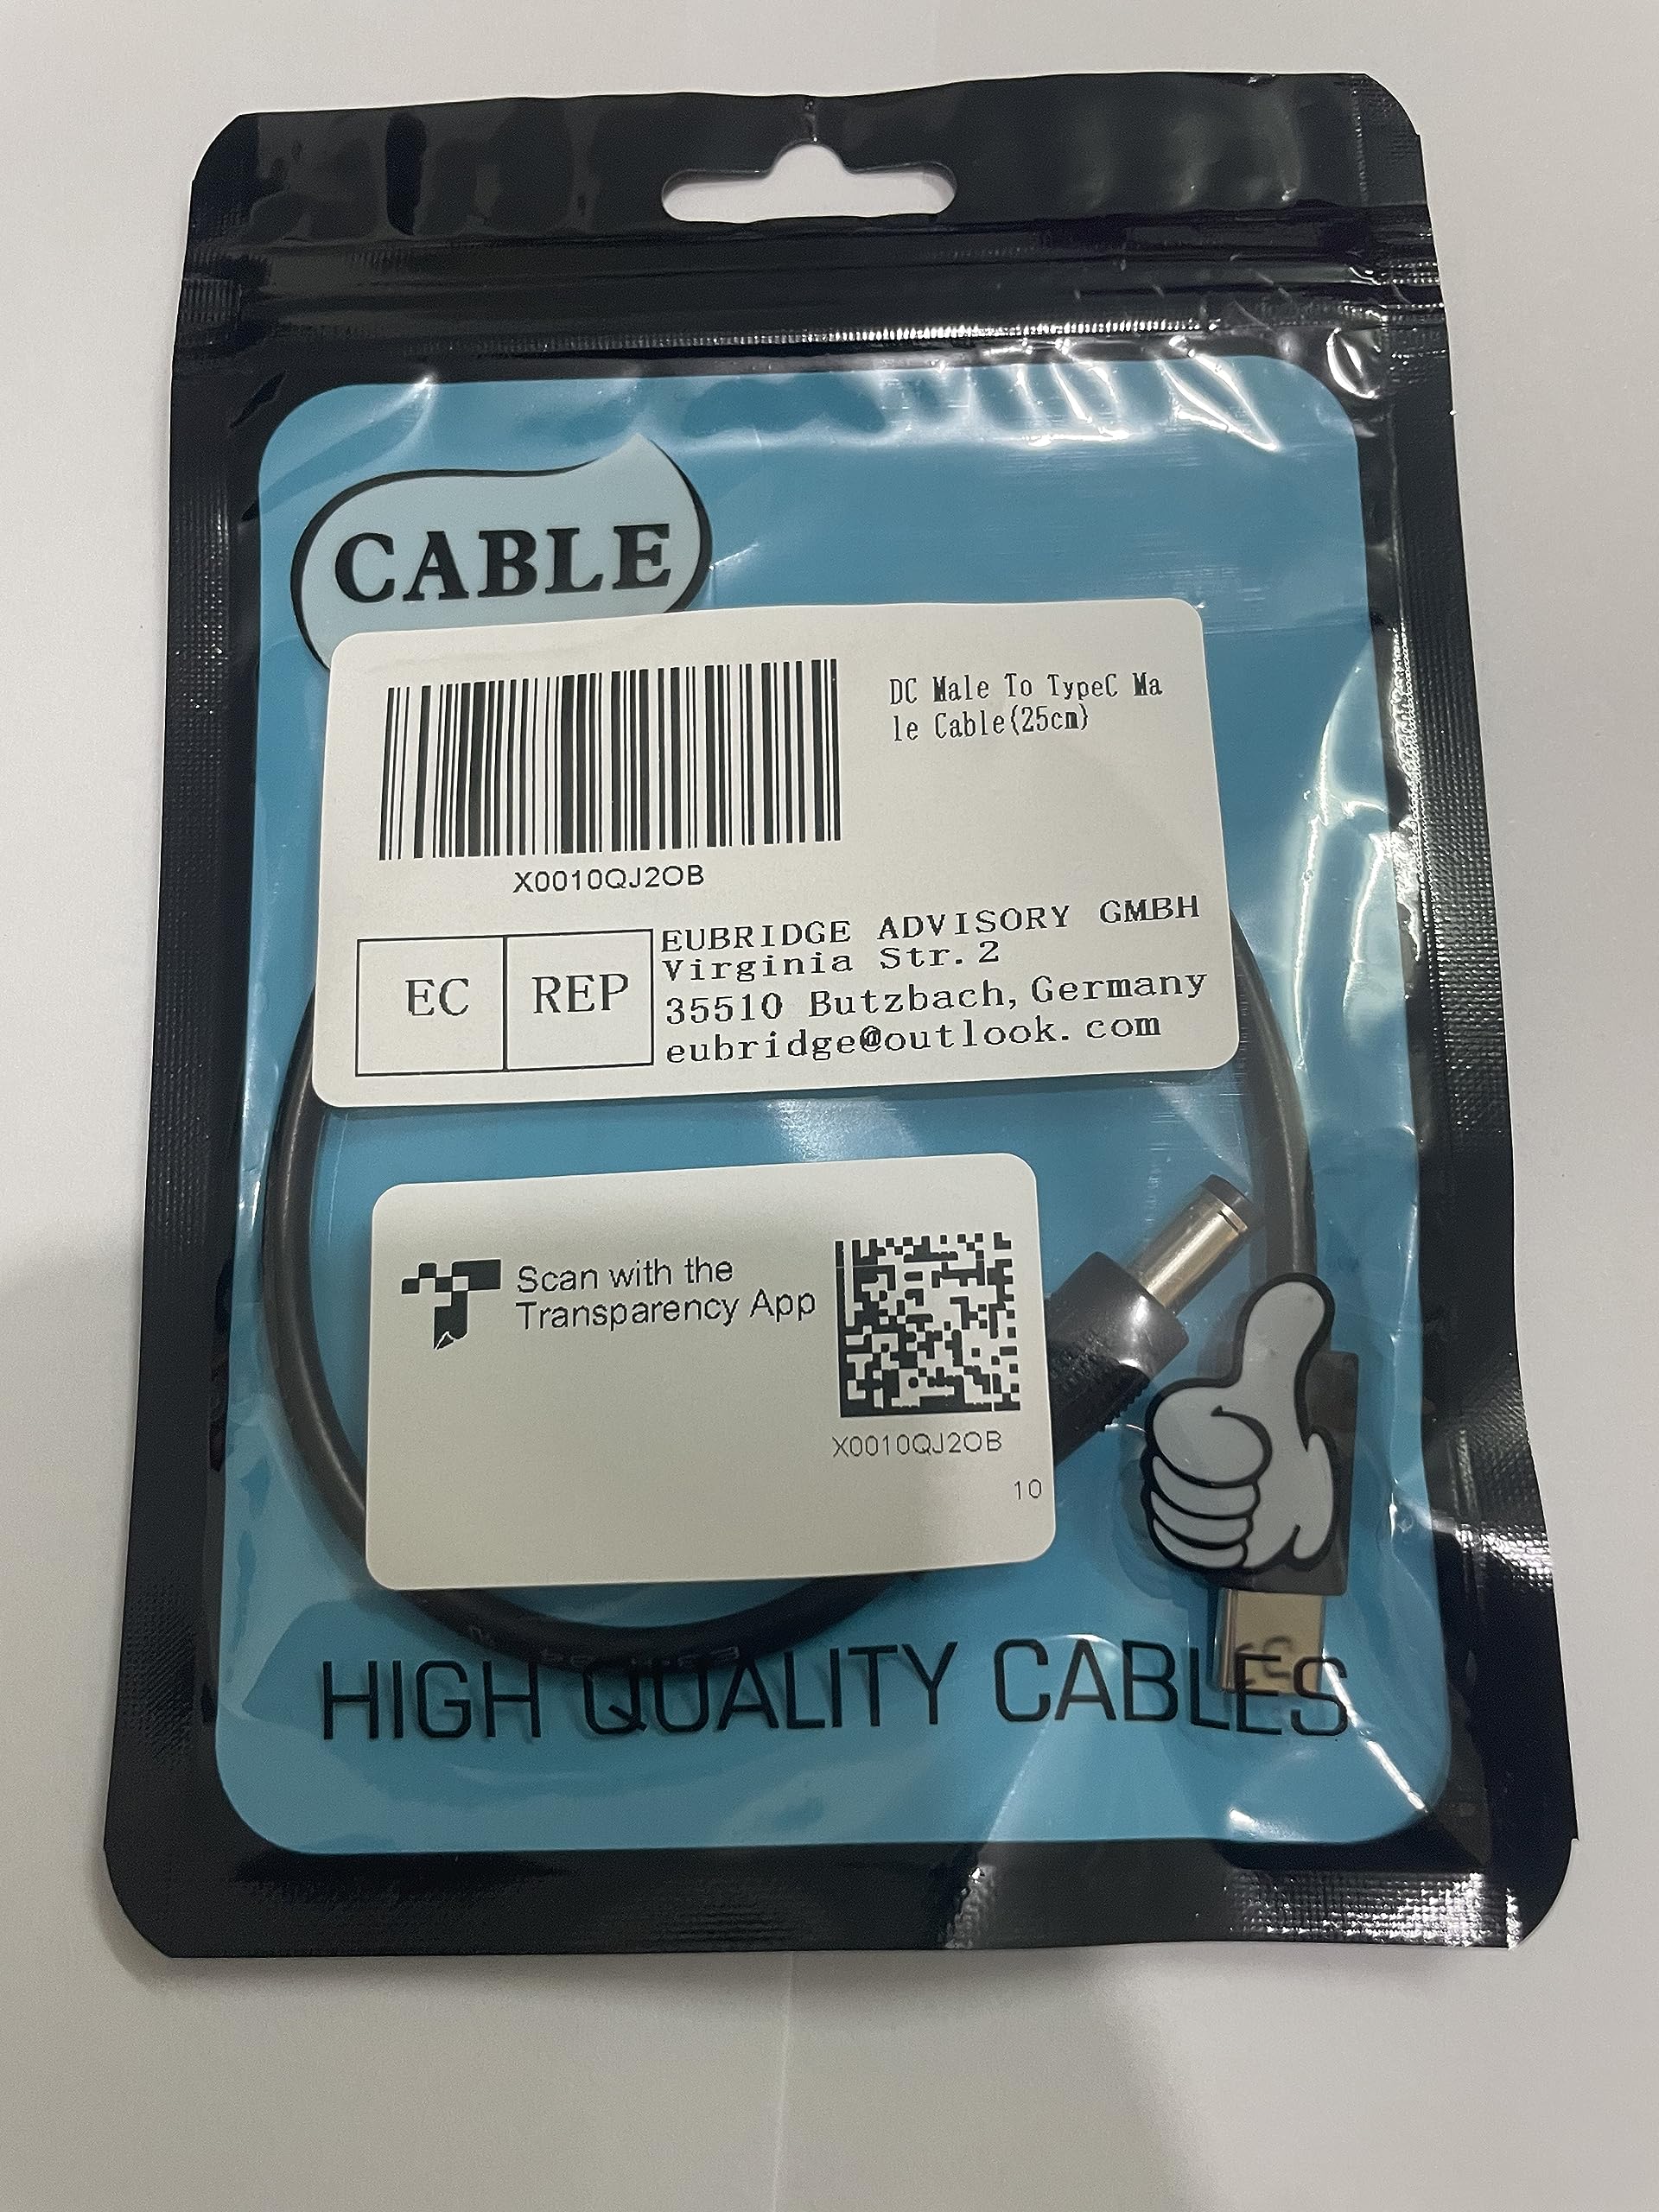 CABLE
DC Male To TypeC Ma
le Cable(25cm)
X0010QJ2OB
EC REP
EUBRIDGE ADVISORY GMBH
Virginia Str.2
35510 Butzbach, Germany
eubridge@outlook.com
Scan with the
Transparency App
X0010QJ2OB
10
HIGH QUALITY CABLES